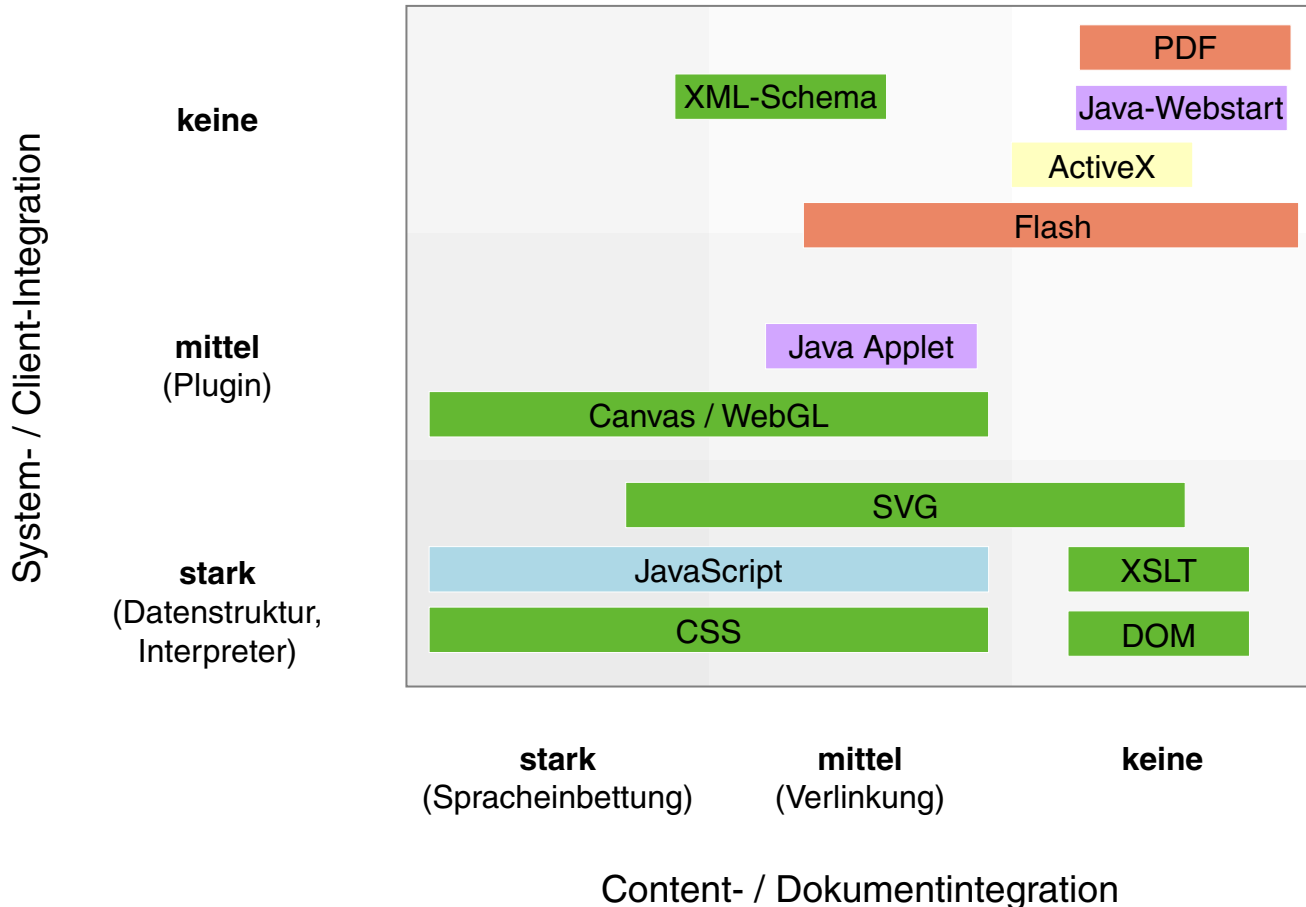 System- / Client-Integration
keine
mittel
(Plugin)
stark
(Datenstruktur,
Interpreter)
PDF
XML-Schema
Java-Webstart
ActiveX
Flash
Java Applet
Canvas / WebGL
SVG
JavaScript
XSLT
CSS
DOM
stark
(Spracheinbettung)
mittel
(Verlinkung)
keine
Content- / Dokumentintegration